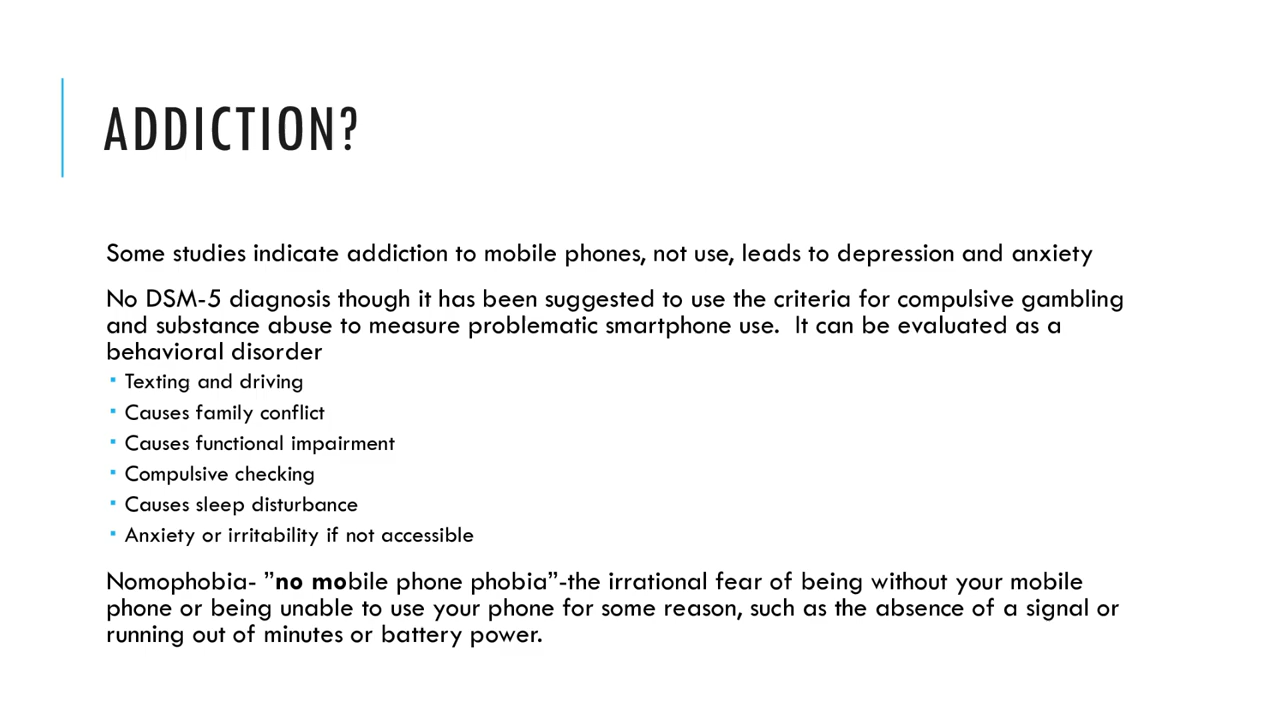 ADDICTION?
Some studies indicate addiction to mobile phones, not use, leads to depression and anxiety
No DSM-5 diagnosis though it has been suggested to use the criteria for compulsive gambling
and substance abuse to measure problematic smartphone use.  It can be evaluated as a
behavioral disorder
▪ Texting and driving
▪ Causes family conflict
▪ Causes functional impairment
▪ Compulsive checking
▪ Causes sleep disturbance
▪ Anxiety or irritability if not accessible
Nomophobia- ”no mobile phone phobia”-the irrational fear of being without your mobile
phone or being unable to use your phone for some reason, such as the absence of a signal or
running out of minutes or battery power.